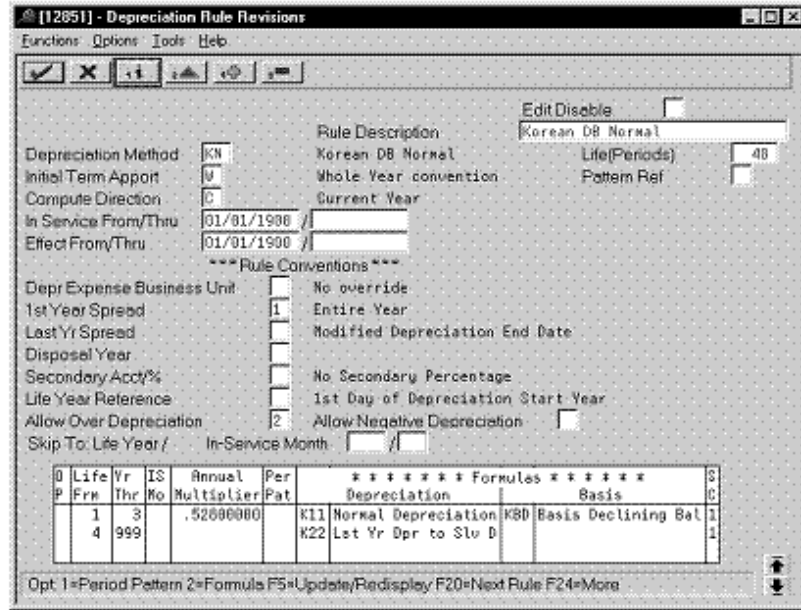 [12851] - Depreciation Rule Revisions
Functions Options Tools Help
Edit Disable
Rule Description Korean DB Normal
Depreciation Method KN Korean DB Normal Life(Periods) 48
Initial Term Apport W Whole Year convention Pattern Ref
Compute Direction C Current Year
In Service From/Thru 01/01/1900 /
Effect From/Thru 01/01/1900 /
*** Rule Conventions ***
Depr Expense Business Unit No override
1st Year Spread 1 Entire Year
Last Yr Spread Modified Depreciation End Date
Disposal Year
Secondary Acct/% No Secondary Percentage
Life Year Reference 1st Day of Depreciation Start Year
Allow Over Depreciation 2 Allow Negative Depreciation
Skip To: Life Year / In-Service Month /
O Life Yr IS Annual Per * * * * * * Formulas * * * * * * S
P Frm Thr Mo Multiplier Pat Depreciation Basis C
1 3 .52800000 K11 Normal Depreciation KBD Basis Declining Bal 1
4 999 K22 Lst Yr Dpr to Slv D 1
Opt: 1=Period Pattern 2=Formula F5=Update/Redisplay F20=Next Rule F24=More